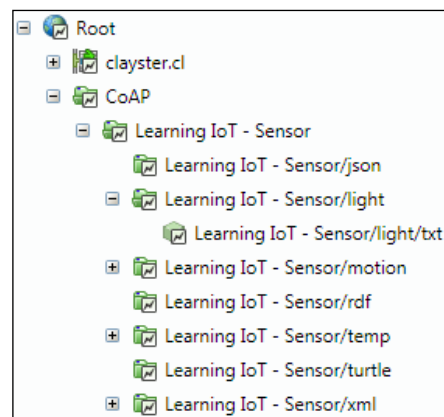 Root
clayster.cl
CoAP
Learning IoT - Sensor
Learning IoT - Sensor/json
Learning IoT - Sensor/light
Learning IoT - Sensor/light/txt
Learning IoT - Sensor/motion
Learning IoT - Sensor/rdf
Learning IoT - Sensor/temp
Learning IoT - Sensor/turtle
Learning IoT - Sensor/xml